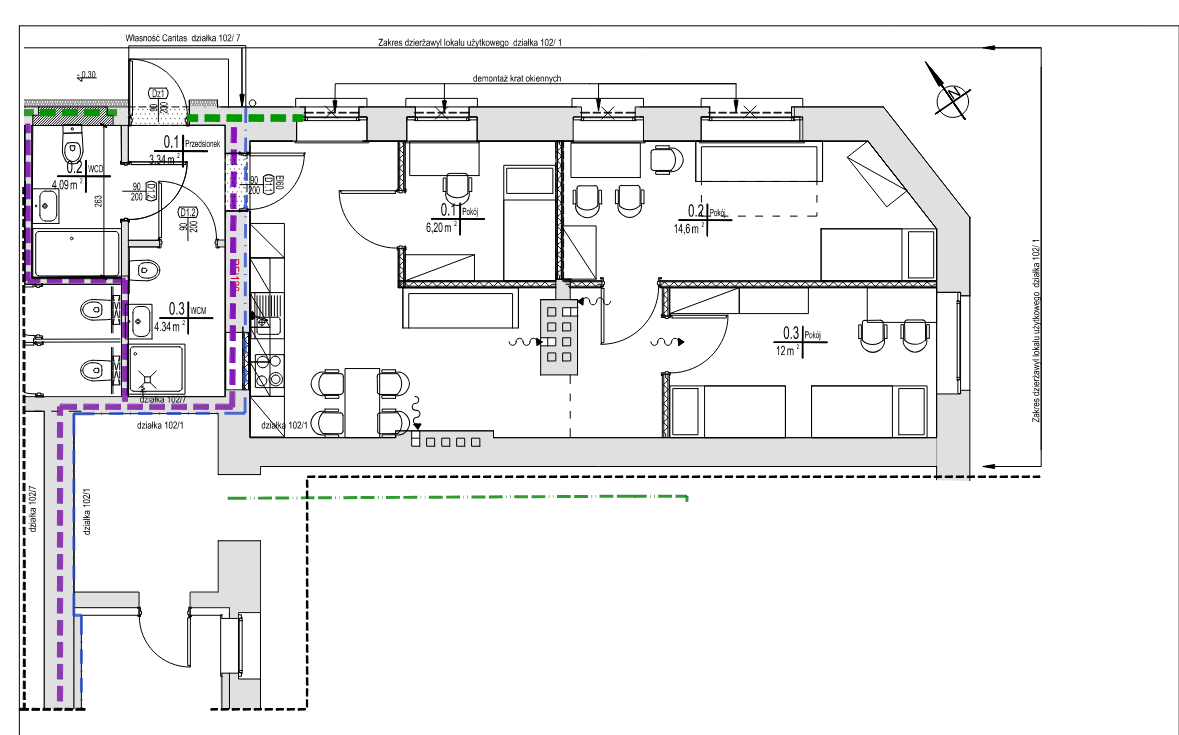 Własność Caritas działka 102/ 7
Zakres dzierżawyl lokalu użytkowego działka 102/ 1
demontaż krat okiennych
- 0,30
Dz1
90
200
N
0.1 Przedsionek
3.34 m²
0.2 WCD
4,09 m²
263
90
200
D1.2
90
200
90
200
EI60
0.1 Pokój
6,20 m²
0.2 Pokój
14,6 m²
0.3 WCM
4.34 m²
0.3 Pokój
12 m²
Zakres dzierżawyl lokalu użytkowego działka 102/ 1
działka 102/7
działka 102/1
działka 102/1
działka 102/7
działka 102/1